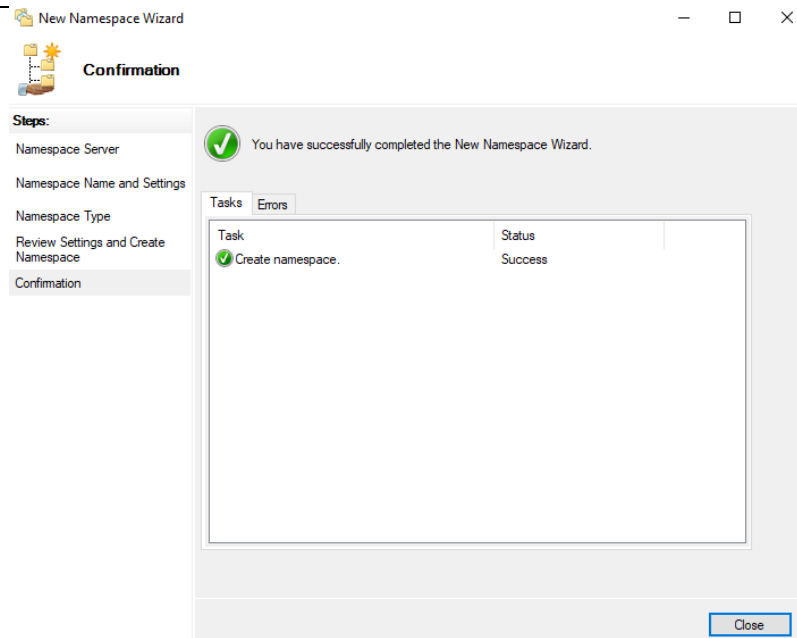 New Namespace Wizard
Confirmation
Steps:
Namespace Server
Namespace Name and Settings
Namespace Type
Review Settings and Create
Namespace
Confirmation
You have successfully completed the New Namespace Wizard.
Tasks
Errors
Task Status
Create namespace. Success
Close